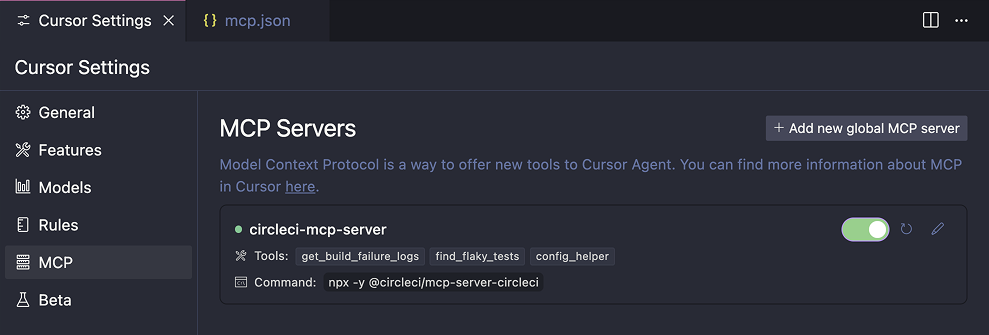 Cursor Settings
{} mcp.json
Cursor Settings
General
Features
Models
Rules
MCP
Beta
MCP Servers
+ Add new global MCP server
Model Context Protocol is a way to offer new tools to Cursor Agent. You can find more information about MCP
in Cursor here.
circleci-mcp-server
Tools: get_build_failure_logs find_flaky_tests config_helper
Command: npx -y @circleci/mcp-server-circleci